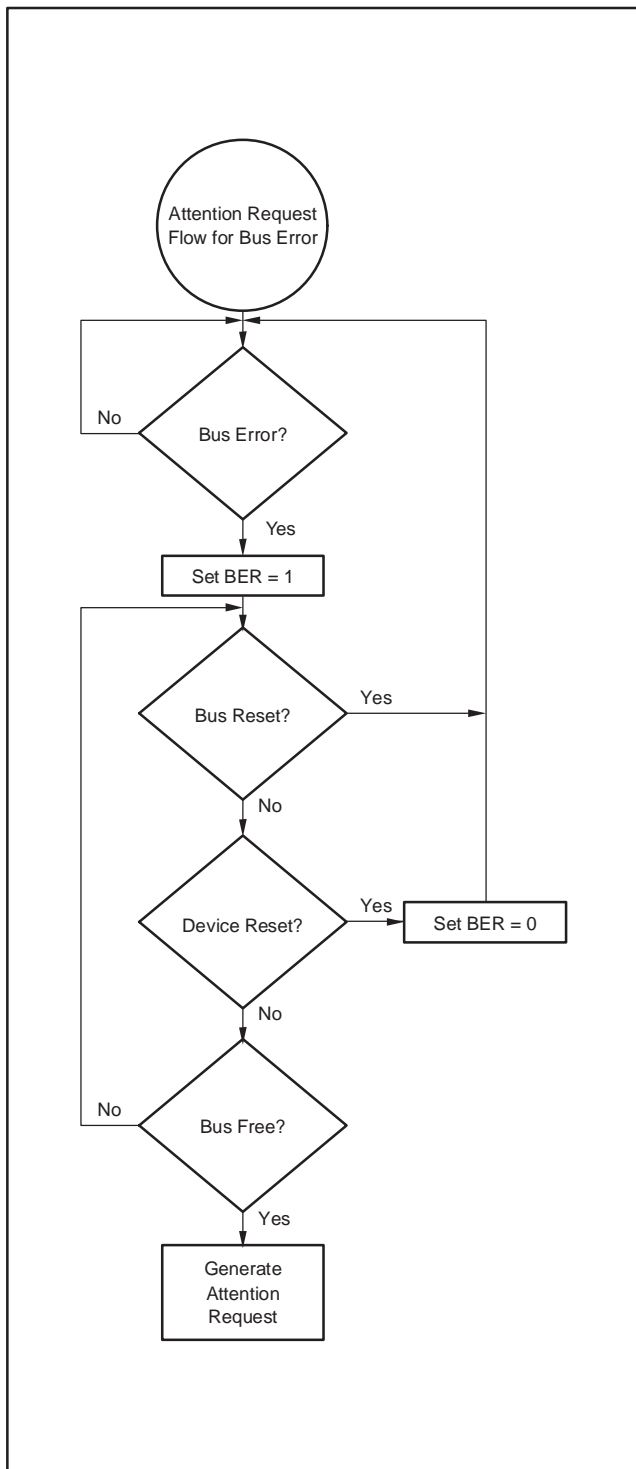 Attention Request
Flow for Bus Error
No
Bus Error?
Yes
Set BER = 1
Yes
Bus Reset?
No
Yes
Device Reset?
Set BER = 0
No
No
Bus Free?
Yes
Generate
Attention
Request